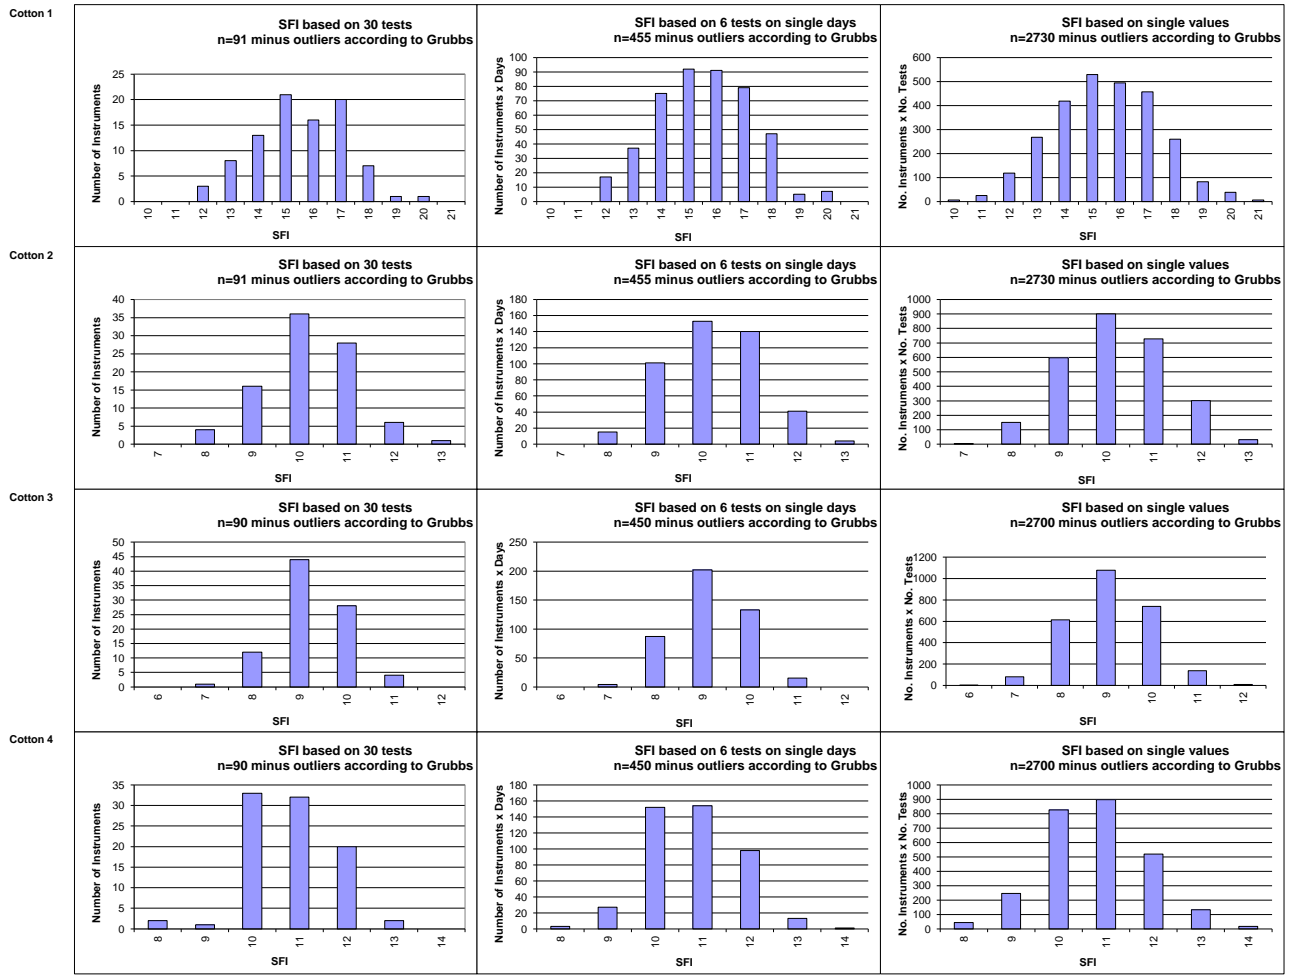 Cotton 1
SFI based on 30 tests
n=91 minus outliers according to Grubbs
Number of Instruments
25
20
15
10
5
0
10 11 12 13 14 15 16 17 18 19 20 21
SFI
SFI based on 6 tests on single days
n=455 minus outliers according to Grubbs
Number of Instruments x Days
100
90
80
70
60
50
40
30
20
10
0
10 11 12 13 14 15 16 17 18 19 20 21
SFI
SFI based on single values
n=2730 minus outliers according to Grubbs
No. Instruments x No. Tests
600
500
400
300
200
100
0
10 11 12 13 14 15 16 17 18 19 20 21
SFI
Cotton 2
SFI based on 30 tests
n=91 minus outliers according to Grubbs
Number of Instruments
40
35
30
25
20
15
10
5
0
7 8 9 10 11 12 13
SFI
SFI based on 6 tests on single days
n=455 minus outliers according to Grubbs
Number of Instruments x Days
180
160
140
120
100
80
60
40
20
0
7 8 9 10 11 12 13
SFI
SFI based on single values
n=2730 minus outliers according to Grubbs
No. Instruments x No. Tests
1000
900
800
700
600
500
400
300
200
100
0
7 8 9 10 11 12 13
SFI
Cotton 3
SFI based on 30 tests
n=90 minus outliers according to Grubbs
Number of Instruments
50
45
40
35
30
25
20
15
10
5
0
6 7 8 9 10 11 12
SFI
SFI based on 6 tests on single days
n=450 minus outliers according to Grubbs
Number of Instruments x Days
250
200
150
100
50
0
6 7 8 9 10 11 12
SFI
SFI based on single values
n=2700 minus outliers according to Grubbs
No. Instruments x No. Tests
1200
1000
800
600
400
200
0
6 7 8 9 10 11 12
SFI
Cotton 4
SFI based on 30 tests
n=90 minus outliers according to Grubbs
Number of Instruments
35
30
25
20
15
10
5
0
8 9 10 11 12 13 14
SFI
SFI based on 6 tests on single days
n=450 minus outliers according to Grubbs
Number of Instruments x Days
180
160
140
120
100
80
60
40
20
0
8 9 10 11 12 13 14
SFI
SFI based on single values
n=2700 minus outliers according to Grubbs
No. Instruments x No. Tests
1000
900
800
700
600
500
400
300
200
100
0
8 9 10 11 12 13 14
SFI